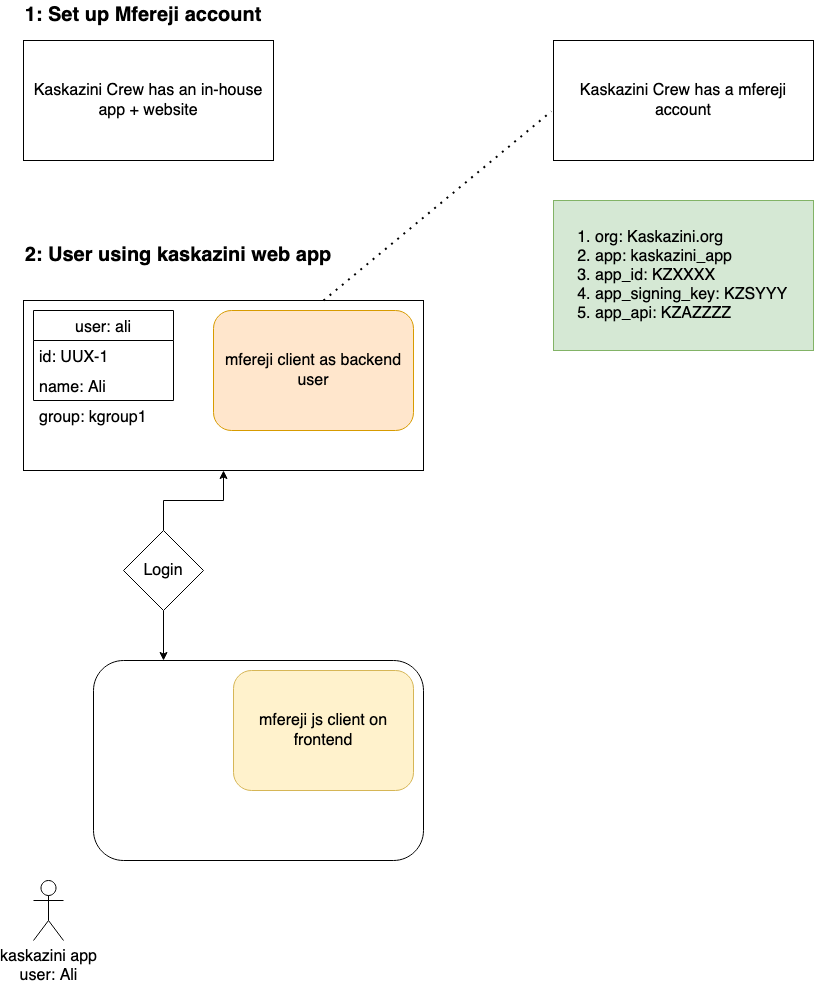 1: Set up Mfereji account
Kaskazini Crew has an in-house
app + website
Kaskazini Crew has a mfereji
account
1. org: Kaskazini.org
2. app: kaskazini_app
3. app_id: KZXXXX
4. app_signing_key: KZSYYY
5. app_api: KZAZZZZ
2: User using kaskazini web app
user: ali
id: UUX-1
name: Ali
group: kgroup1
mfereji client as backend
user
Login
mfereji js client on
frontend
kaskazini app
user: Ali